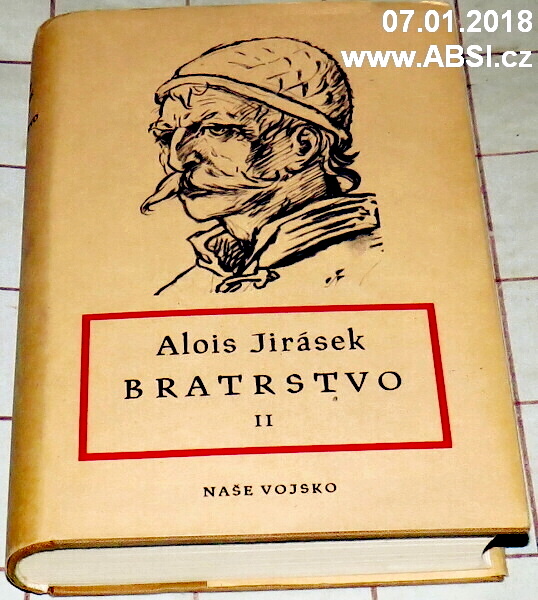 07.01.2018
www.ABSI.cz
Alois Jirásek
BRATRSTVO
II
NAŠE VOJSKO